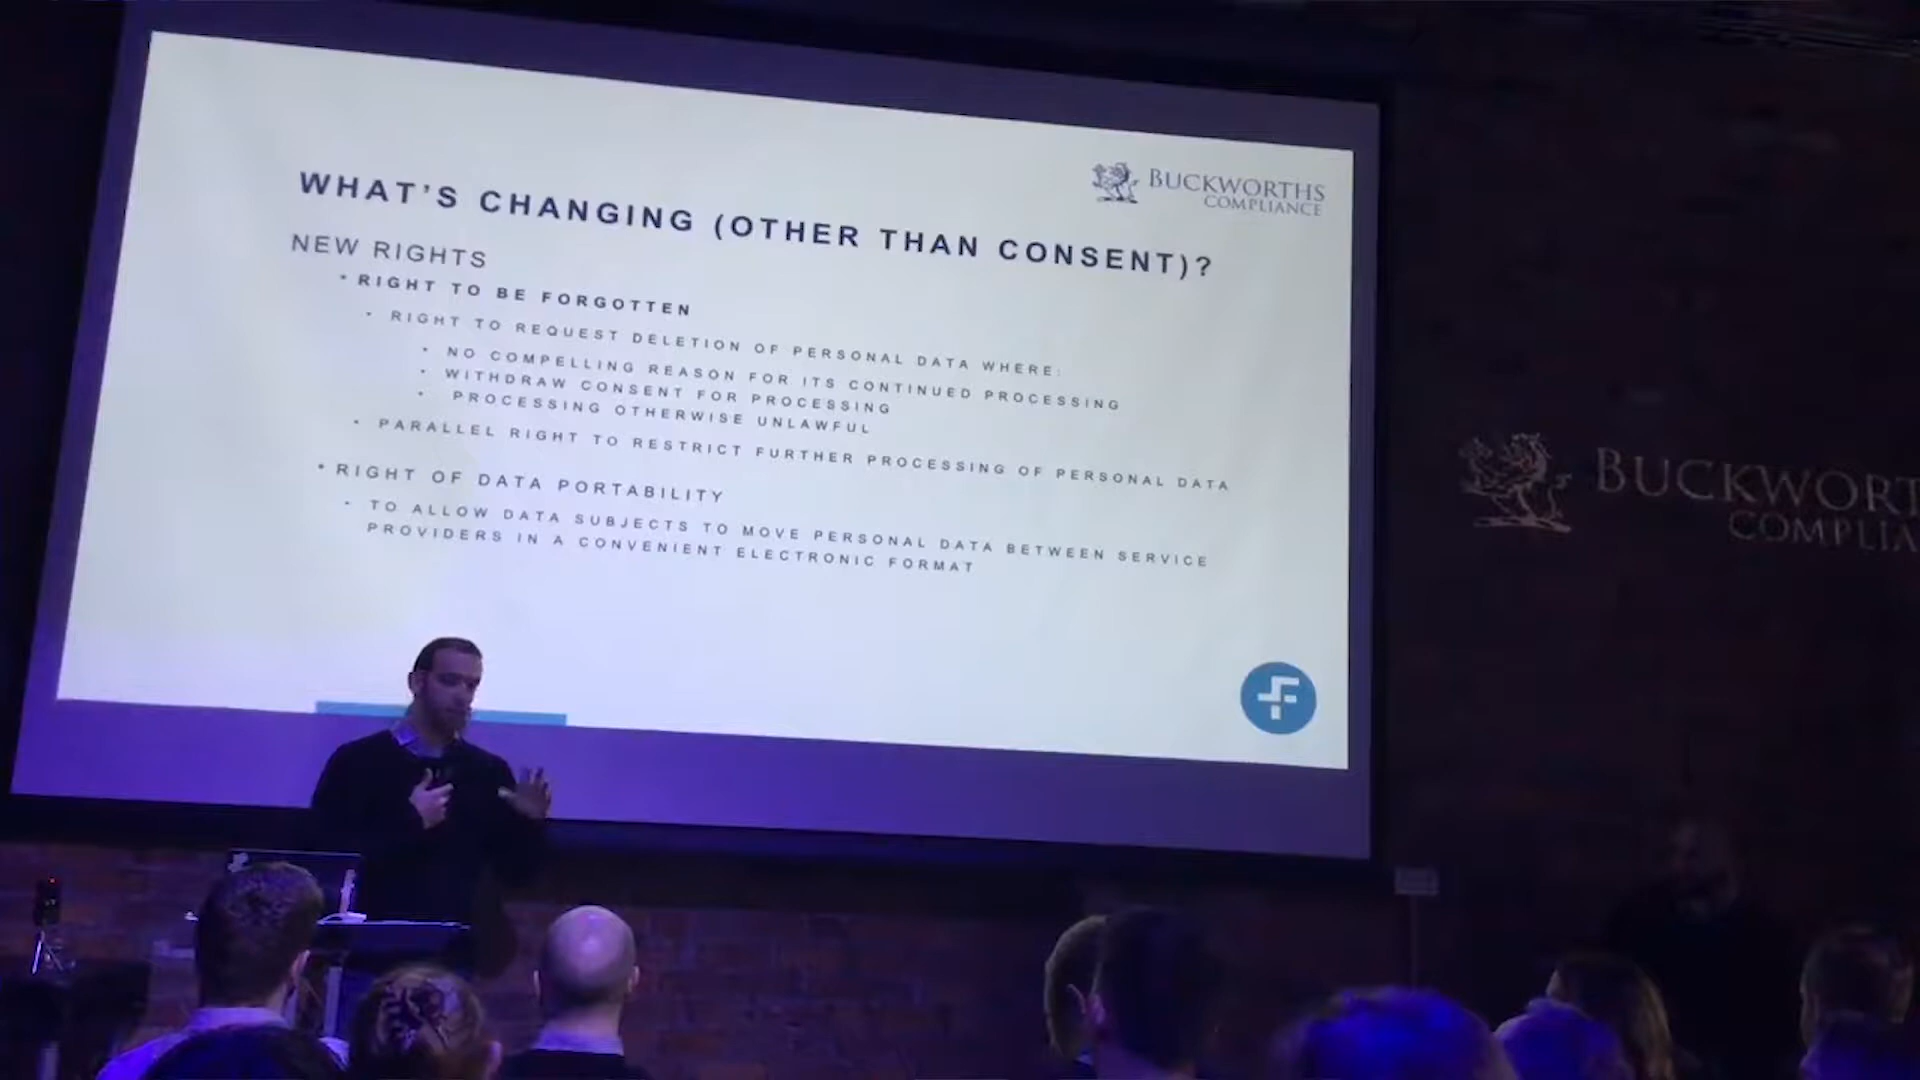 BUCKWORTHS
COMPLIANCE
WHAT'S CHANGING (OTHER THAN CONSENT)?
NEW RIGHTS
• RIGHT TO BE FORGOTTEN
• RIGHT TO REQUEST DELETION OF PERSONAL DATA WHERE:
• NO COMPELLING REASON FOR ITS CONTINUED PROCESSING
• WITHDRAW CONSENT FOR PROCESSING
• PROCESSING OTHERWISE UNLAWFUL
• PARALLEL RIGHT TO RESTRICT FURTHER PROCESSING OF PERSONAL DATA
• RIGHT OF DATA PORTABILITY
• TO ALLOW DATA SUBJECTS TO MOVE PERSONAL DATA BETWEEN SERVICE
PROVIDERS IN A CONVENIENT ELECTRONIC FORMAT
BUCKWORT
COMPLIA